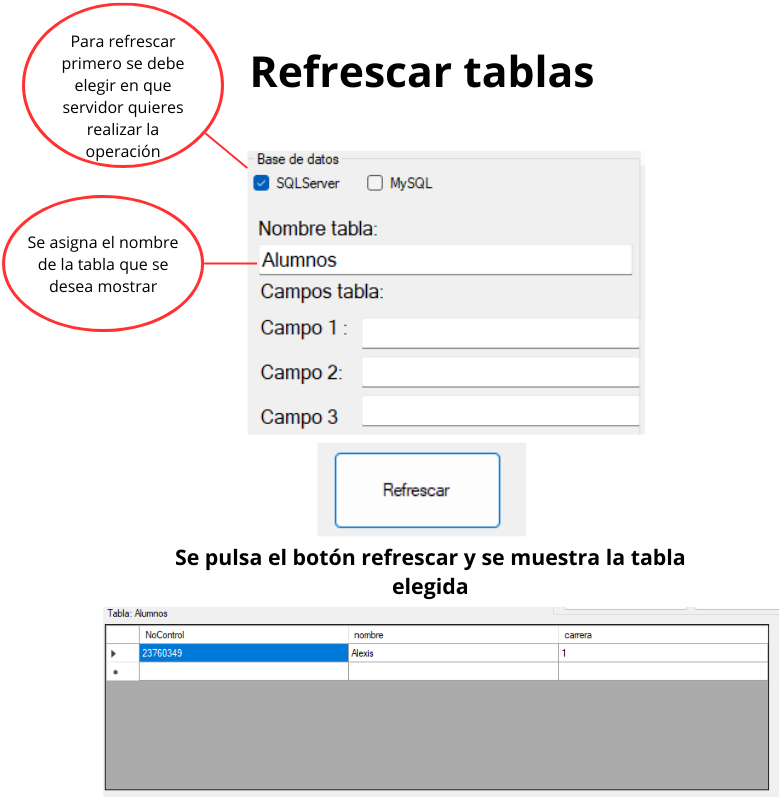 Para refrescar
primero se debe
elegir en que
servidor quieres
realizar la
operación
Refrescar tablas
Base de datos
SQLServer MySQL
Se asigna el nombre
de la tabla que se
desea mostrar
Nombre tabla:
Alumnos
Campos tabla:
Campo 1 :
Campo 2:
Campo 3
Refrescar
Se pulsa el botón refrescar y se muestra la tabla
elegida
Tabla: Alumnos
NoControl nombre carrera
23760349 Alexis 1